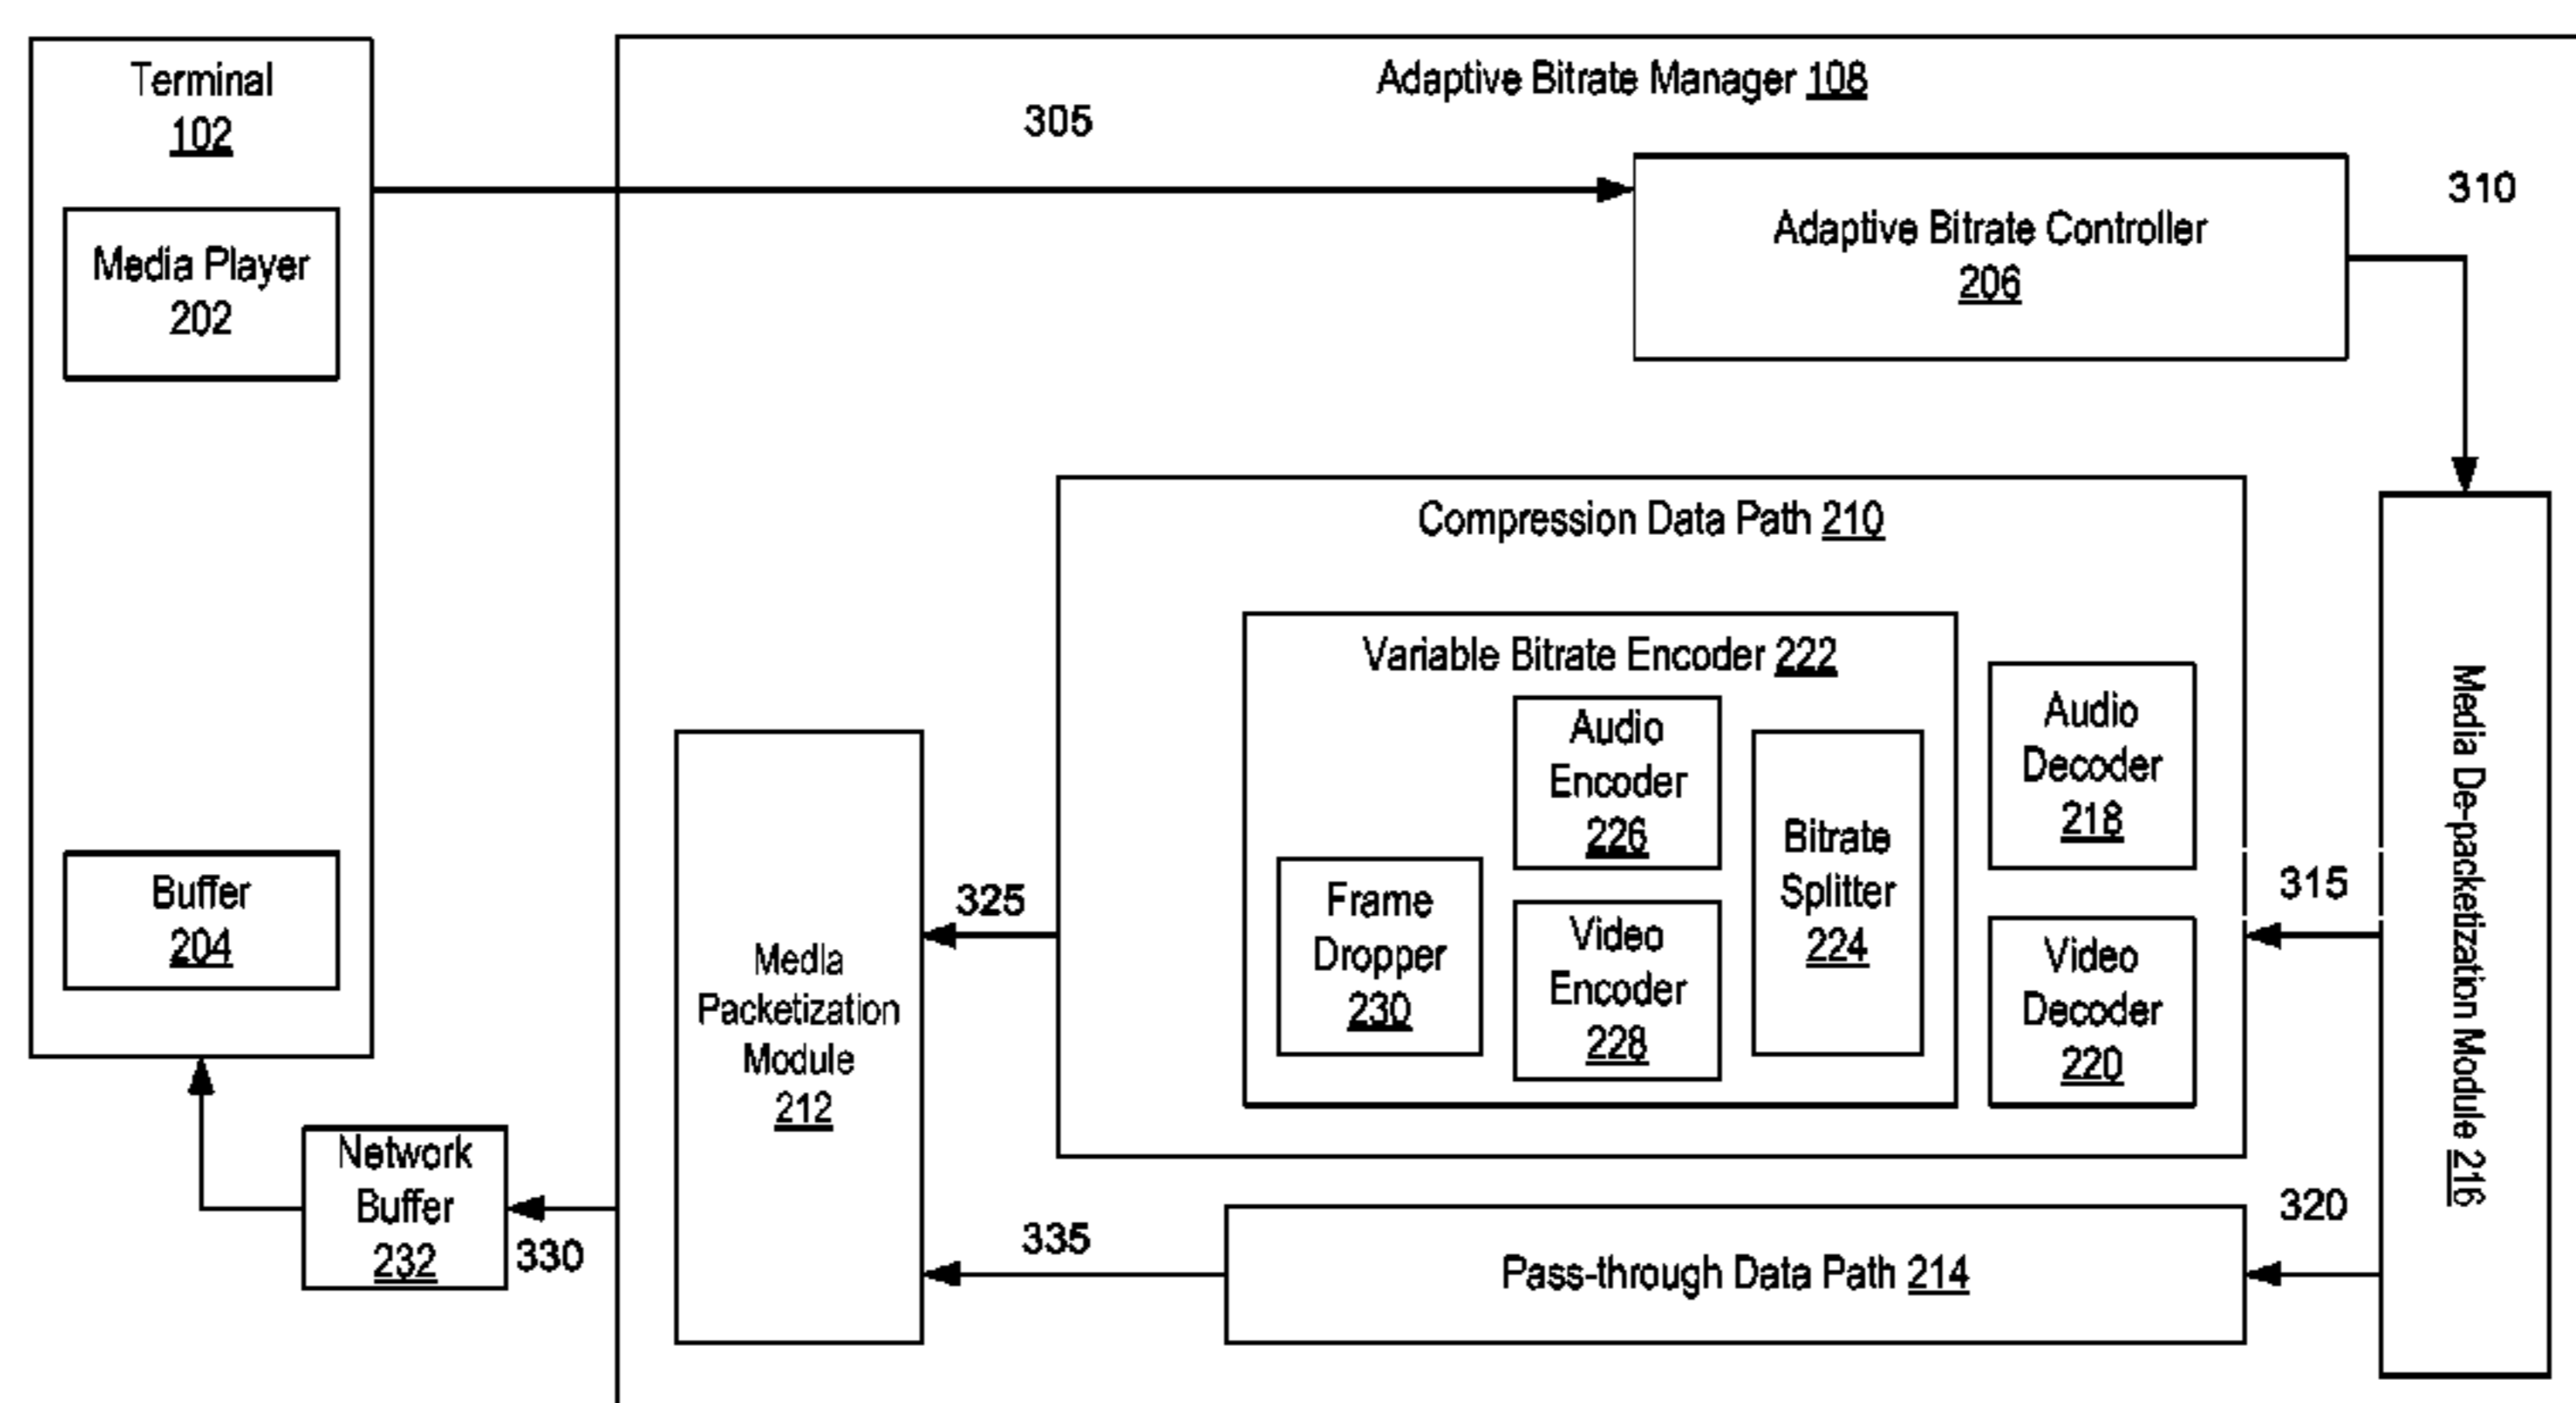 Terminal
102
Media Player
202
Buffer
204
Network
Buffer
232
330
Adaptive Bitrate Manager 108
305
Adaptive Bitrate Controller
206
310
Compression Data Path 210
Variable Bitrate Encoder 222
Frame
Dropper
230
Audio
Encoder
226
Video
Encoder
228
Bitrate
Splitter
224
Audio
Decoder
218
Video
Decoder
220
315
Media De-packetization Module 216
325
Media
Packetization
Module
212
335
Pass-through Data Path 214
320